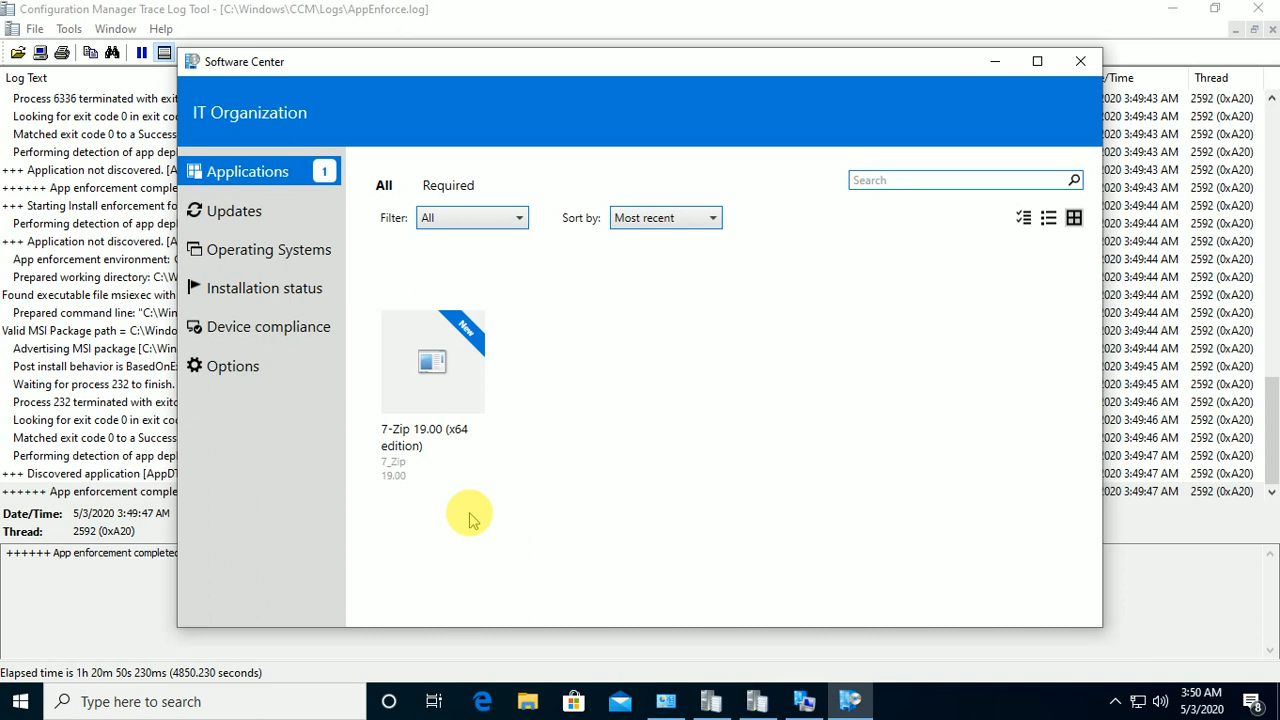 Configuration Manager Trace Log Tool - [C:\Windows\CCM\Logs\AppEnforce.log]
File Tools Window Help
Software Center
Log Text
/Time Thread
IT Organization
Process 6336 terminated with exit
2020 3:49:43 AM 2592 (0xA20)
Looking for exit code 0 in exit co
2020 3:49:43 AM 2592 (0xA20)
Matched exit code 0 to a Success
2020 3:49:43 AM 2592 (0xA20)
Performing detection of app dep
2020 3:49:43 AM 2592 (0xA20)
+++ Application not discovered. [A
2020 3:49:43 AM 2592 (0xA20)
++++++ App enforcement comple
2020 3:49:43 AM 2592 (0xA20)
+++ Starting Install enforcement fo
2020 3:49:44 AM 2592 (0xA20)
Performing detection of app dep
2020 3:49:44 AM 2592 (0xA20)
+++ Application not discovered. [A
2020 3:49:44 AM 2592 (0xA20)
App enforcement environment:
2020 3:49:44 AM 2592 (0xA20)
Prepared working directory: C:\W
2020 3:49:44 AM 2592 (0xA20)
Found executable file msiexec with
2020 3:49:44 AM 2592 (0xA20)
Prepared command line: "C:\Win
2020 3:49:44 AM 2592 (0xA20)
Valid MSI Package path = C:\Windo
2020 3:49:44 AM 2592 (0xA20)
Advertising MSI package [C:\Wind
2020 3:49:44 AM 2592 (0xA20)
Post install behavior is BasedOnEx
2020 3:49:45 AM 2592 (0xA20)
Waiting for process 232 to finish.
2020 3:49:45 AM 2592 (0xA20)
Process 232 terminated with exitc
2020 3:49:46 AM 2592 (0xA20)
Looking for exit code 0 in exit co
2020 3:49:46 AM 2592 (0xA20)
Matched exit code 0 to a Success
2020 3:49:46 AM 2592 (0xA20)
Performing detection of app dep
2020 3:49:47 AM 2592 (0xA20)
+++ Discovered application [AppDT
2020 3:49:47 AM 2592 (0xA20)
++++++ App enforcement comple
2020 3:49:47 AM 2592 (0xA20)
Applications 1
Updates
Operating Systems
Installation status
Device compliance
Options
All Required
Search
Filter: All Sort by: Most recent
New
7-Zip 19.00 (x64
edition)
7_Zip
19.00
Date/Time: 5/3/2020 3:49:47 AM
Thread: 2592 (0xA20)
++++++ App enforcement completed
Elapsed time is 1h 20m 50s 230ms (4850.230 seconds)
Type here to search
3:50 AM
5/3/2020
8